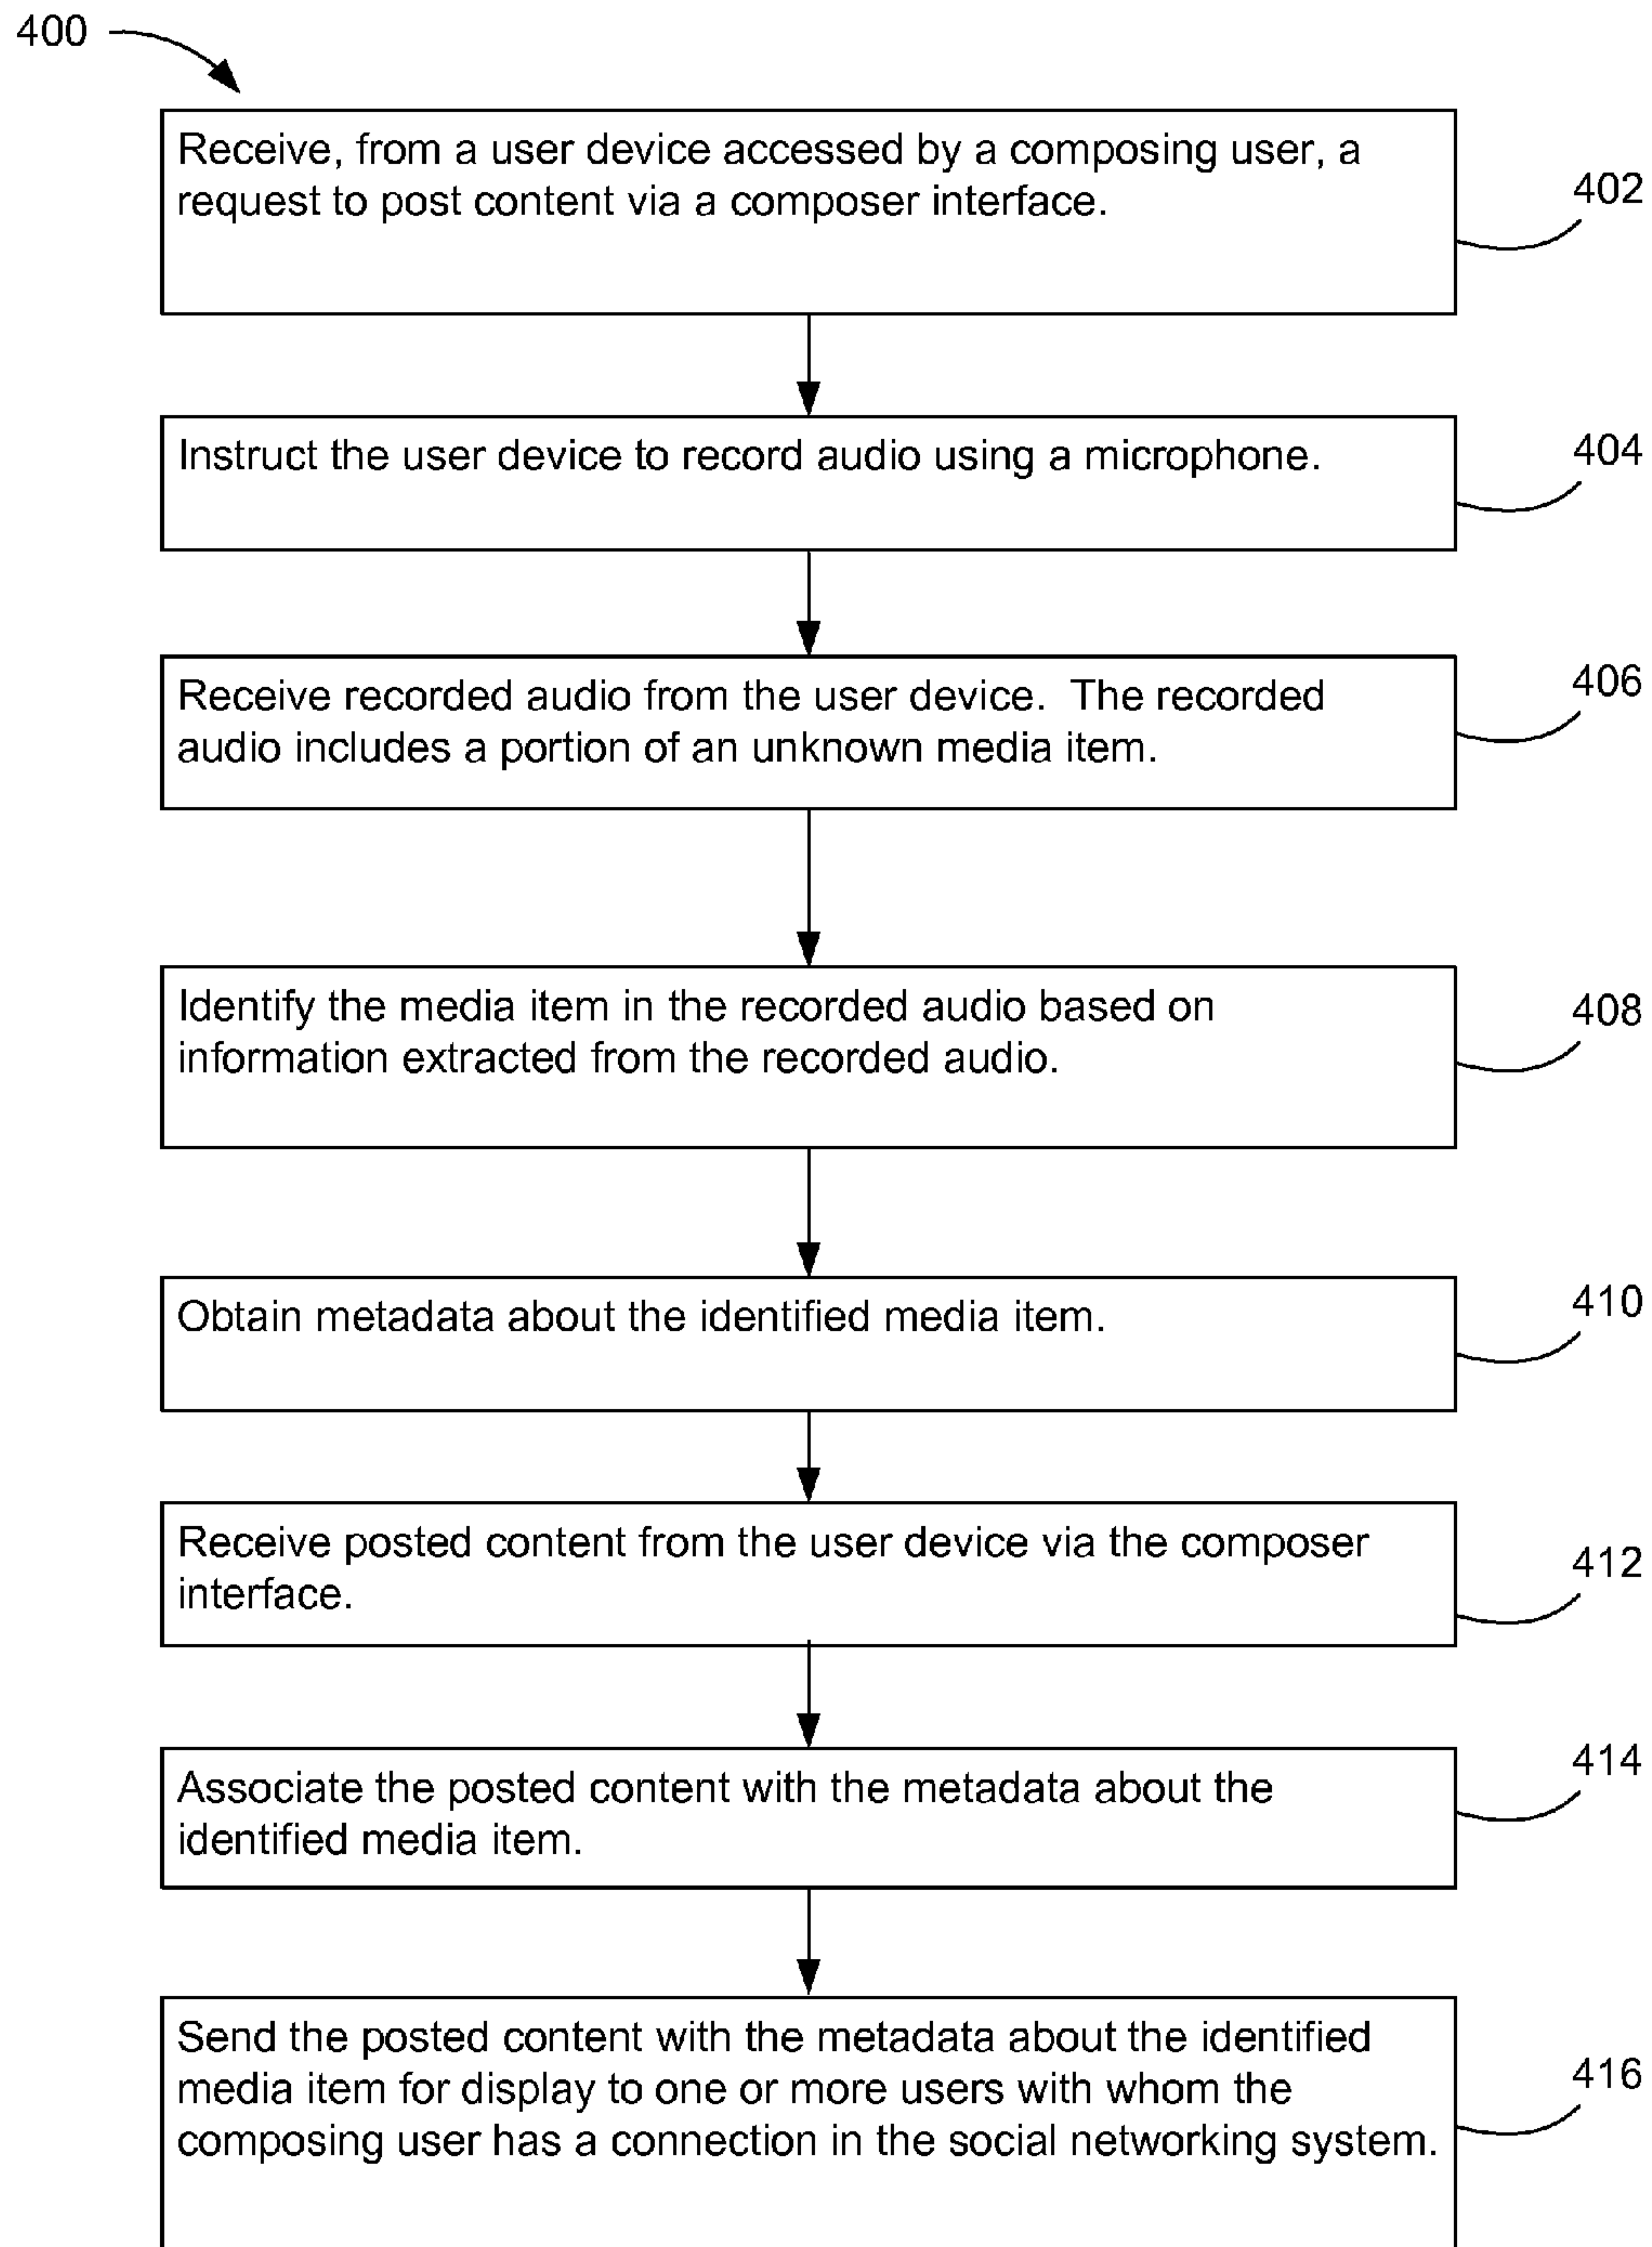 400
Receive, from a user device accessed by a composing user, a
request to post content via a composer interface.
402
Instruct the user device to record audio using a microphone.
404
Receive recorded audio from the user device.  The recorded
audio includes a portion of an unknown media item.
406
Identify the media item in the recorded audio based on
information extracted from the recorded audio.
408
Obtain metadata about the identified media item.
410
Receive posted content from the user device via the composer
interface.
412
Associate the posted content with the metadata about the
identified media item.
414
Send the posted content with the metadata about the identified
media item for display to one or more users with whom the
composing user has a connection in the social networking system.
416